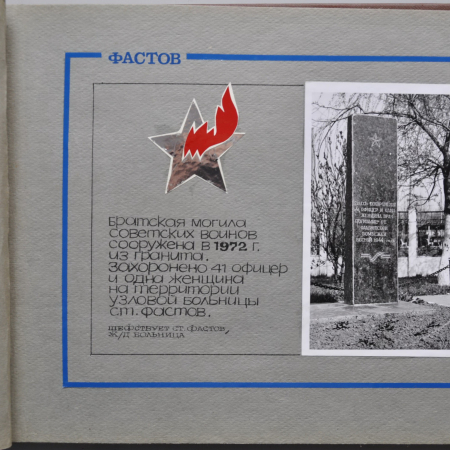 ФАСТОВ
Братская могила
советских воинов
сооружена в 1972 г.
из гранита.
Захоронено 41 офицер
и одна женщина
на территории
узловой больницы
ст. Фастов.
Шефствует ст. Фастов,
ж/д больница